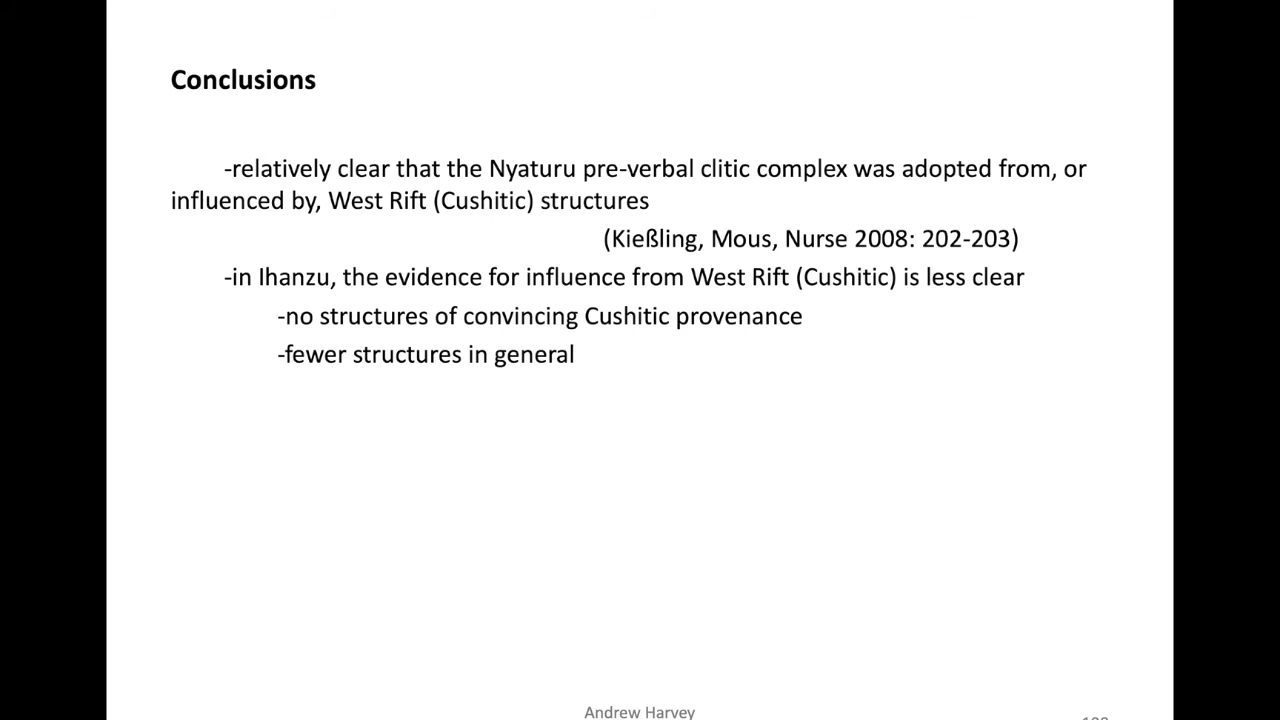 Conclusions
-relatively clear that the Nyaturu pre-verbal clitic complex was adopted from, or
influenced by, West Rift (Cushitic) structures
(Kießling, Mous, Nurse 2008: 202-203)
-in Ihanzu, the evidence for influence from West Rift (Cushitic) is less clear
-no structures of convincing Cushitic provenance
-fewer structures in general
Andrew Harvey